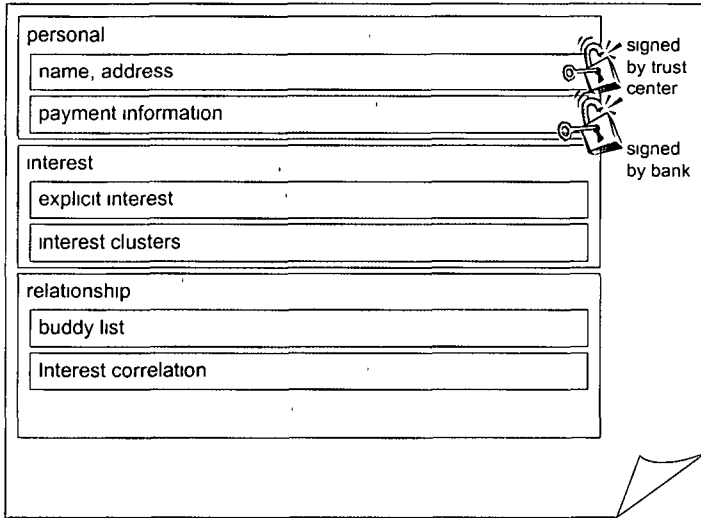 personal
name, address
payment information
signed
by trust
center
signed
by bank
interest
explicit interest
interest clusters
relationship
buddy list
Interest correlation